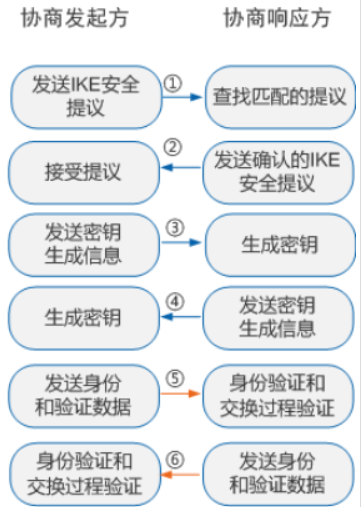 协商发起方
协商响应方
发送IKE安全
提议
①
查找匹配的提议
接受提议
②
发送确认的IKE
安全提议
发送密钥
生成信息
③
生成密钥
生成密钥
④
发送密钥
生成信息
发送身份
和验证数据
⑤
身份验证和
交换过程验证
身份验证和
交换过程验证
⑥
发送身份
和验证数据